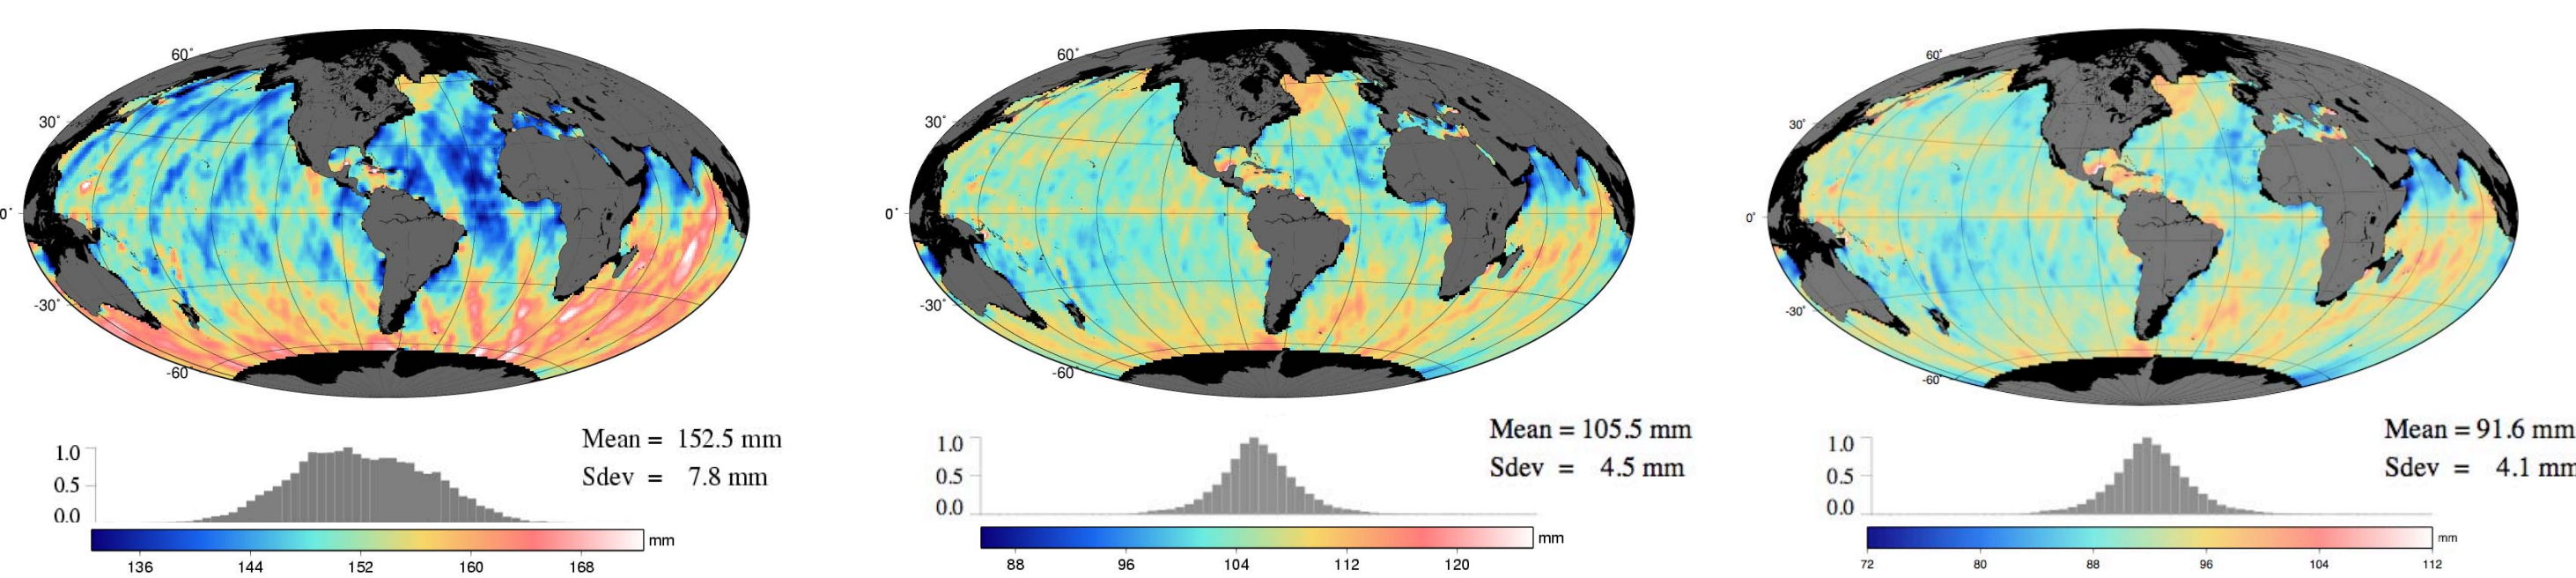 60°
30°
0°
-30°
-60°
Mean = 152.5 mm
Sdev = 7.8 mm
1.0
0.5
0.0
mm
136 144 152 160 168
60°
30°
0°
-30°
-60°
Mean = 105.5 mm
Sdev = 4.5 mm
1.0
0.5
0.0
mm
88 96 104 112 120
60°
30°
0°
-30°
-60°
Mean = 91.6 mm
Sdev = 4.1 mm
1.0
0.5
0.0
mm
72 80 88 96 104 112